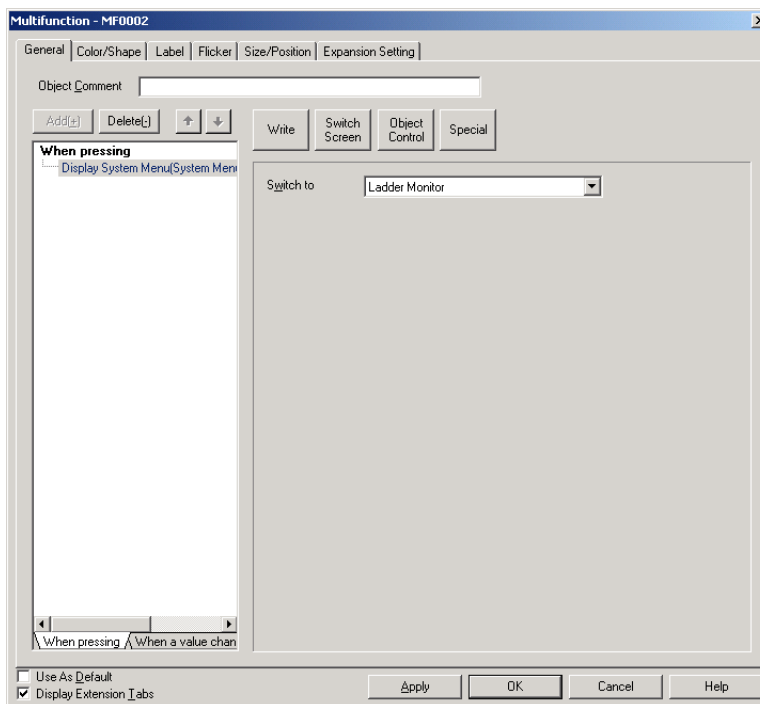 Multifunction - MF0002
General Color/Shape Label Flicker Size/Position Expansion Setting
Object Comment
Add(+) Delete(-)
Write Switch Screen Object Control Special
When pressing
Display System Menu(System Men
Switch to Ladder Monitor
When pressing When a value chan
Use As Default
Display Extension Tabs
Apply OK Cancel Help